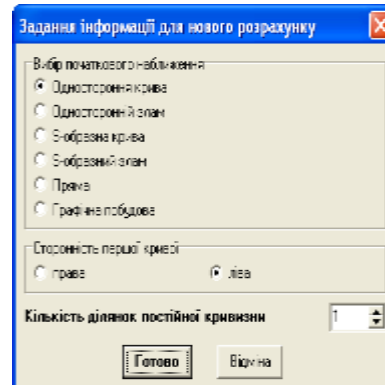 Задання інформації для нового розрахунку
Вибір початкового наближення
Одностороння крива
Односторонній злам
S-образна крива
S-образний злам
Пряма
Графічна побудова
Сторонність першої кривої
права
ліва
Кількість ділянок постійної кривизни
1
Готово
Відміна